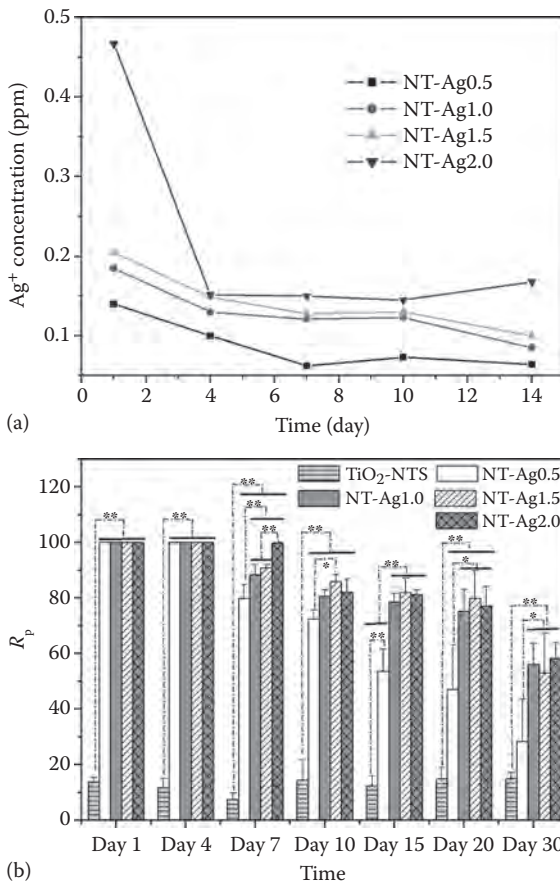 0.5
NT-Ag0.5
NT-Ag1.0
NT-Ag1.5
NT-Ag2.0
0.4
0.3
0.2
0.1
Ag⁺ concentration (ppm)
0 2 4 6 8 10 12 14
(a)
Time (day)
TiO₂-NTS
NT-Ag0.5
NT-Ag1.0
NT-Ag1.5
NT-Ag2.0
120
100
80
60
40
20
0
Rₚ
** ** ** ** ** ** * ** ** ** * ** *
Day 1 Day 4 Day 7 Day 10 Day 15 Day 20 Day 30
(b)
Time